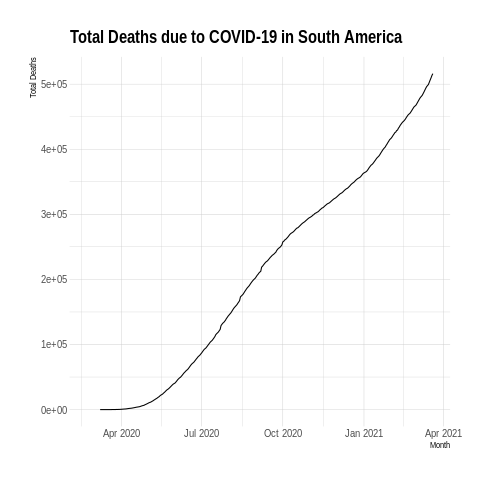 Total Deaths due to COVID-19 in South America
Total Deaths
5e+05
4e+05
3e+05
2e+05
1e+05
0e+00
Apr 2020 Jul 2020 Oct 2020 Jan 2021 Apr 2021
Month